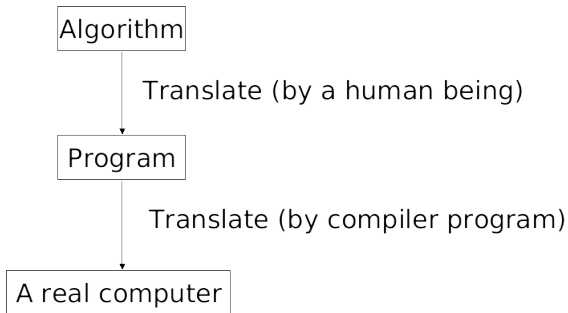 Algorithm
Translate (by a human being)
Program
Translate (by compiler program)
A real computer